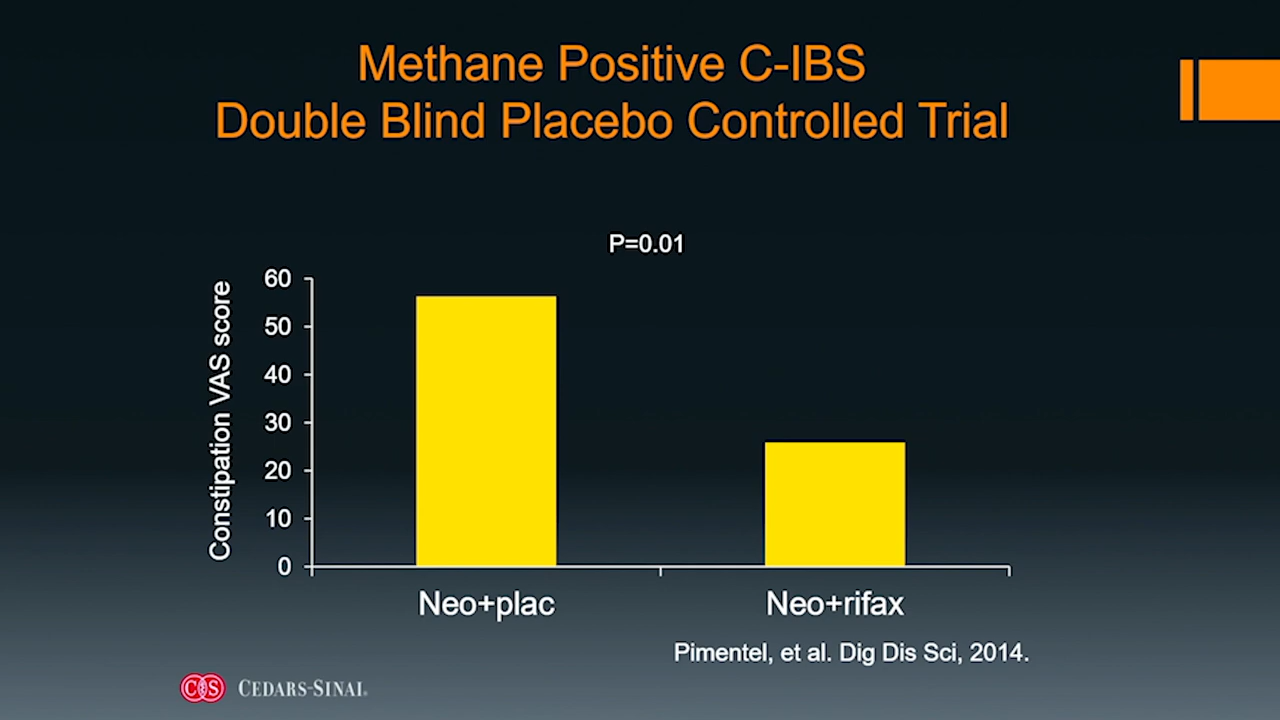 Methane Positive C-IBS
Double Blind Placebo Controlled Trial
P=0.01
Constipation VAS score
60
50
40
30
20
10
0
Neo+plac
Neo+rifax
Pimentel, et al. Dig Dis Sci, 2014.
CEDARS-SINAI®